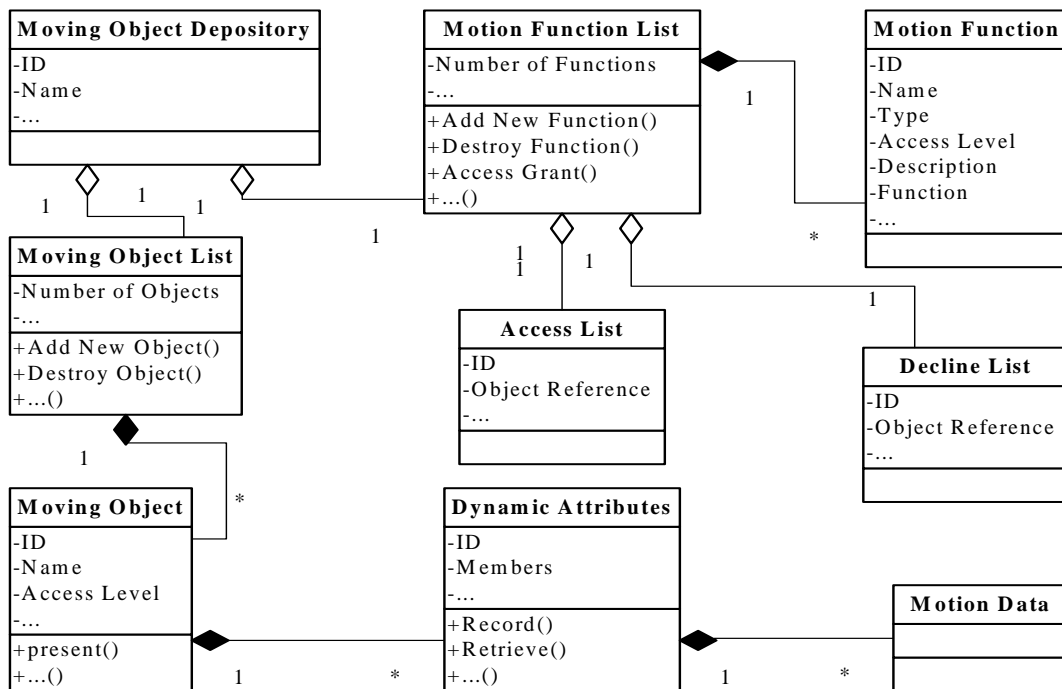 Moving Object Depository
-ID
-Name
-...
Motion Function List
-Number of Functions
-...
+Add New Function()
+Destroy Function()
+Access Grant()
+...()
Motion Function
-ID
-Name
-Type
-Access Level
-Description
-Function
-...
1
1
1
1
1
*
Moving Object List
-Number of Objects
-...
+Add New Object()
+Destroy Object()
+...()
1
1
1
1
Access List
-ID
-Object Reference
-...
Decline List
-ID
-Object Reference
-...
1
*
Moving Object
-ID
-Name
-Access Level
-...
+present()
+...()
1
*
Dynamic Attributes
-ID
-Members
-...
+Record()
+Retrieve()
+...()
1
*
Motion Data